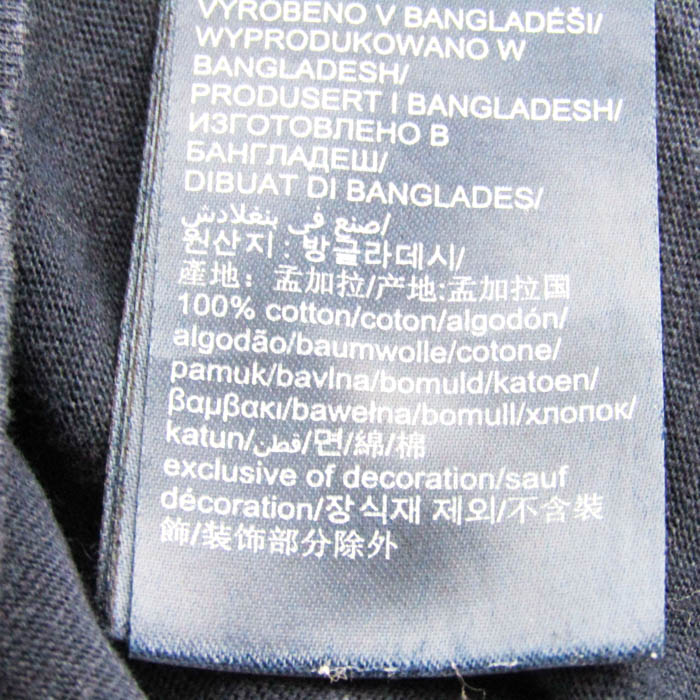 VYROBENO V BANGLADÉŠI/
WYPRODUKOWANO W
BANGLADESH/
PRODUSERT I BANGLADESH/
ИЗГОТОВЛЕНО В
БАНГЛАДЕШ/
DIBUAT DI BANGLADES/
صنع في بنغلادش/
원산지 : 방글라데시/
產地: 孟加拉/产地:孟加拉国
100% cotton/coton/algodón/
algodão/baumwolle/cotone/
pamuk/bavlna/bomuld/katoen/
βαμβακι/bawełna/bomull/хлопок/
katun/قطن/면/綿/棉
exclusive of decoration/sauf
décoration/장식재 제외/不含裝
飾/装饰部分除外